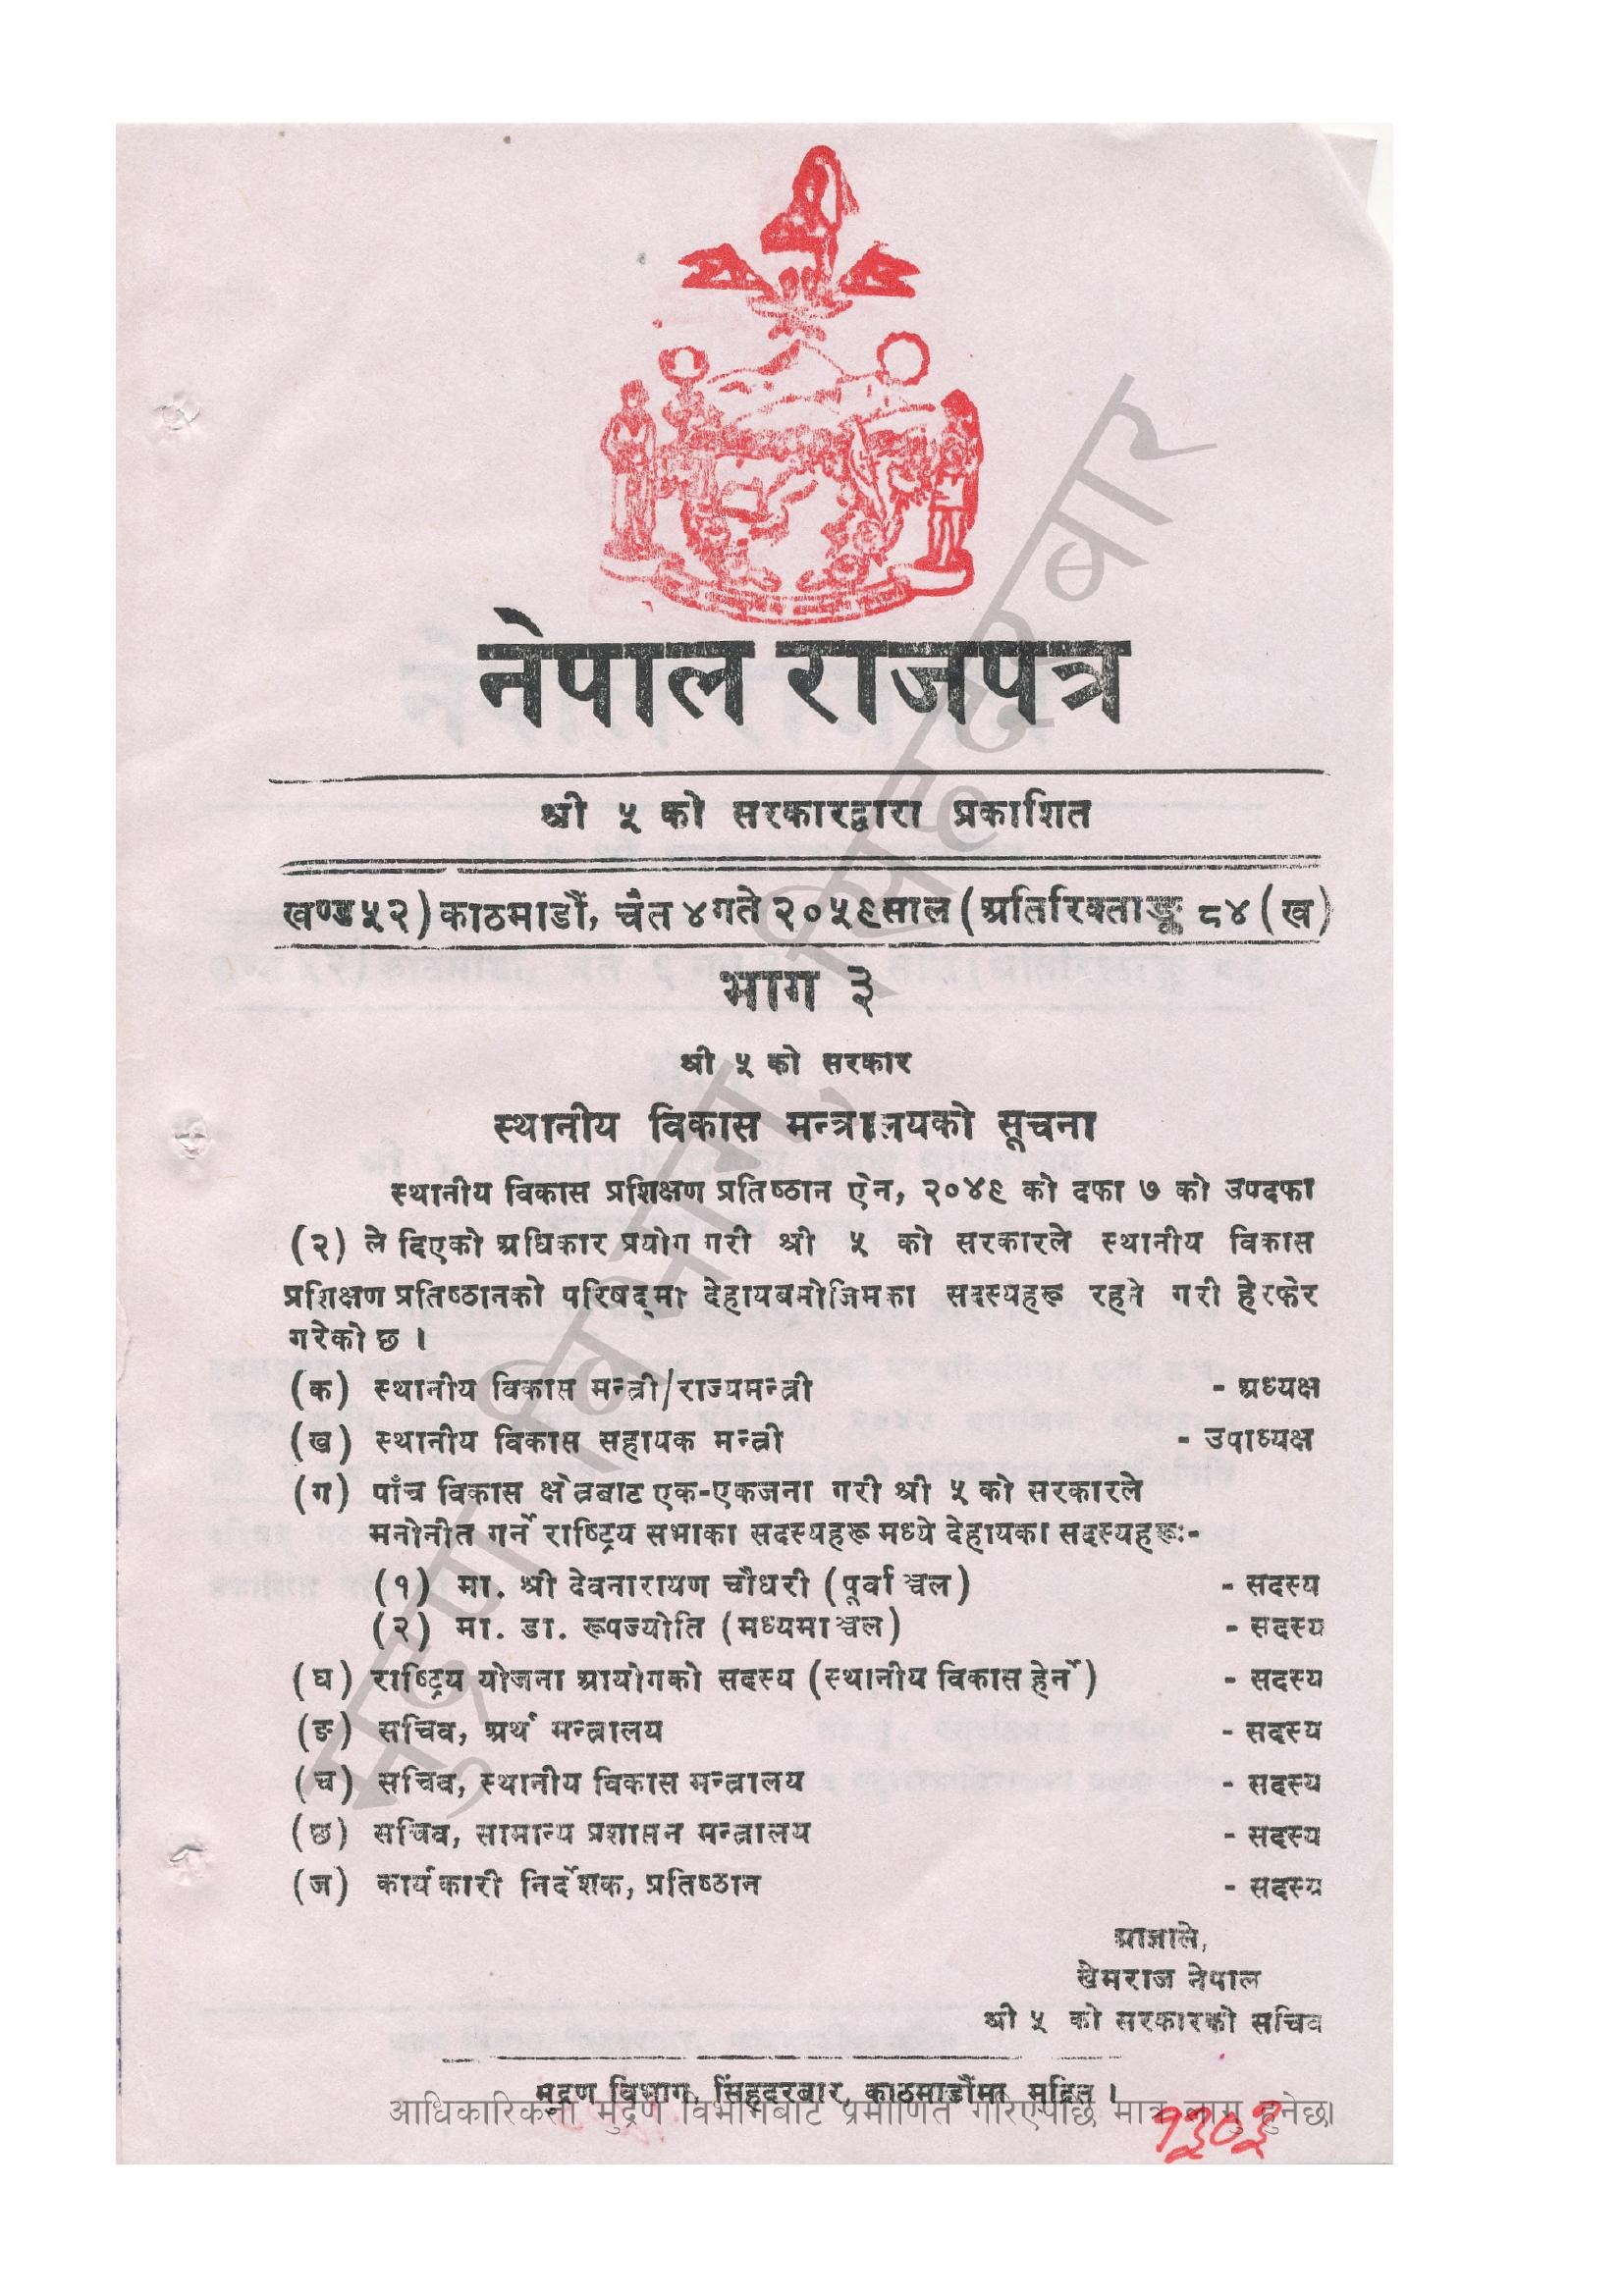 नेपाल राजपत्र
श्री ५ को सरकारद्वारा प्रकाशित
खण्ड ५२) काठमाडौं, चैत ४ गते २०५९ साल (अतिरिक्ताङ्क ८४ (ख)
भाग ३
श्री ५ को सरकार
स्थानीय विकास मन्त्रालयको सूचना
स्थानीय विकास प्रशिक्षण प्रतिष्ठान ऐन, २०४९ को दफा ७ को उपदफा
(२) ले दिएको अधिकार प्रयोग गरी श्री ५ को सरकारले स्थानीय विकास
प्रशिक्षण प्रतिष्ठानको परिषद्मा देहायबमोजिमका सदस्यहरू रहने गरी हेरफेर
गरेको छ ।
(क) स्थानीय विकास मन्त्री/राज्यमन्त्री - अध्यक्ष
(ख) स्थानीय विकास सहायक मन्त्री - उपाध्यक्ष
(ग) पाँच विकास क्षेत्रबाट एक-एकजना गरी श्री ५ को सरकारले
मनोनीत गर्ने राष्ट्रिय सभाका सदस्यहरू मध्ये देहायका सदस्यहरूः-
(१) मा. श्री देवनारायण चौधरी (पूर्वाञ्चल) - सदस्य
(२) मा. डा. रूपज्योति (मध्यमाञ्चल) - सदस्य
(घ) राष्ट्रिय योजना आयोगको सदस्य (स्थानीय विकास हेर्ने) - सदस्य
(ङ) सचिव, अर्थ मन्त्रालय - सदस्य
(च) सचिव, स्थानीय विकास मन्त्रालय - सदस्य
(छ) सचिव, सामान्य प्रशासन मन्त्रालय - सदस्य
(ज) कार्यकारी निर्देशक, प्रतिष्ठान - सदस्य
आज्ञाले,
खेमराज नेपाल
श्री ५ को सरकारको सचिव
मुद्रण विभाग, सिंहदरबार, काठमाडौंमा मुद्रित ।
आधिकारिकता मुद्रण विभागबाट प्रमाणित गरिएपछि मात्र लागु हुनेछ।
१३०३
मुद्रण विभाग, सिंहदरबार